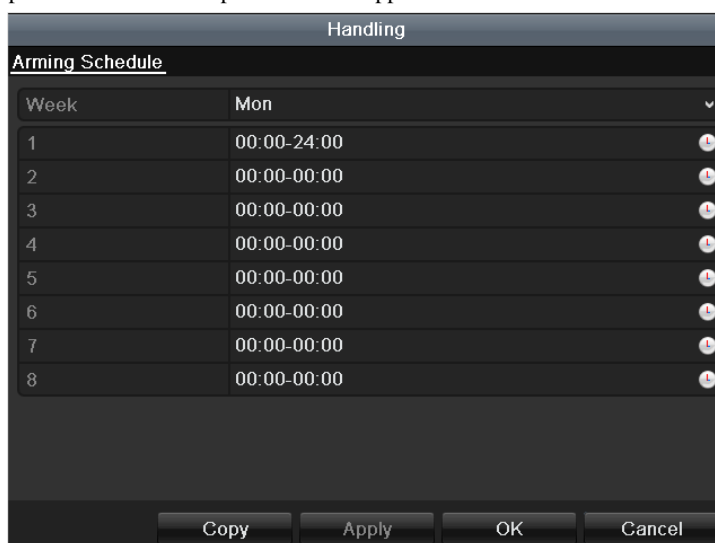 Handling
Arming Schedule
Week Mon
1 00:00-24:00
2 00:00-00:00
3 00:00-00:00
4 00:00-00:00
5 00:00-00:00
6 00:00-00:00
7 00:00-00:00
8 00:00-00:00
Copy Apply OK Cancel